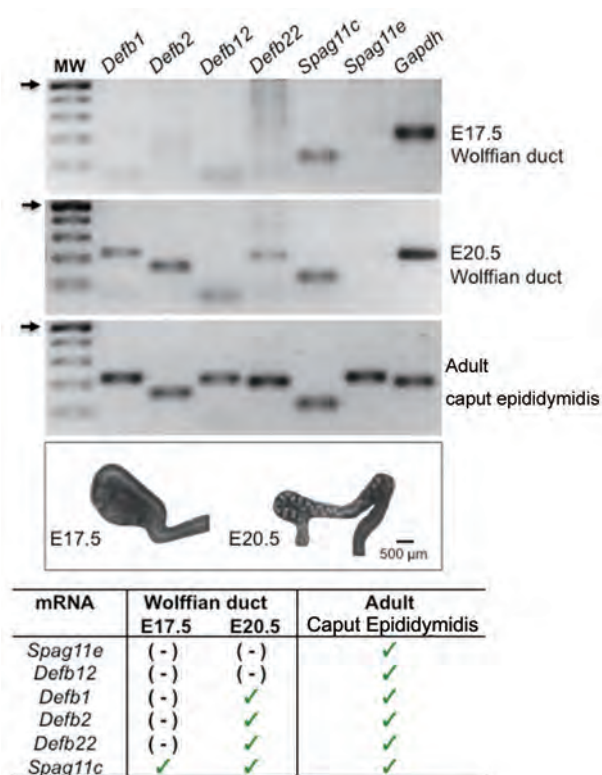 MW Defb1 Defb2 Defb12 Defb22 Spag11c Spag11e Gapdh
E17.5
Wolffian duct
E20.5
Wolffian duct
Adult
caput epididymidis
E17.5 E20.5 500 µm
mRNA Wolffian duct Adult
E17.5 E20.5 Caput Epididymidis
Spag11e (-) (-) ✓
Defb12 (-) (-) ✓
Defb1 (-) ✓ ✓
Defb2 (-) ✓ ✓
Defb22 (-) ✓ ✓
Spag11c ✓ ✓ ✓